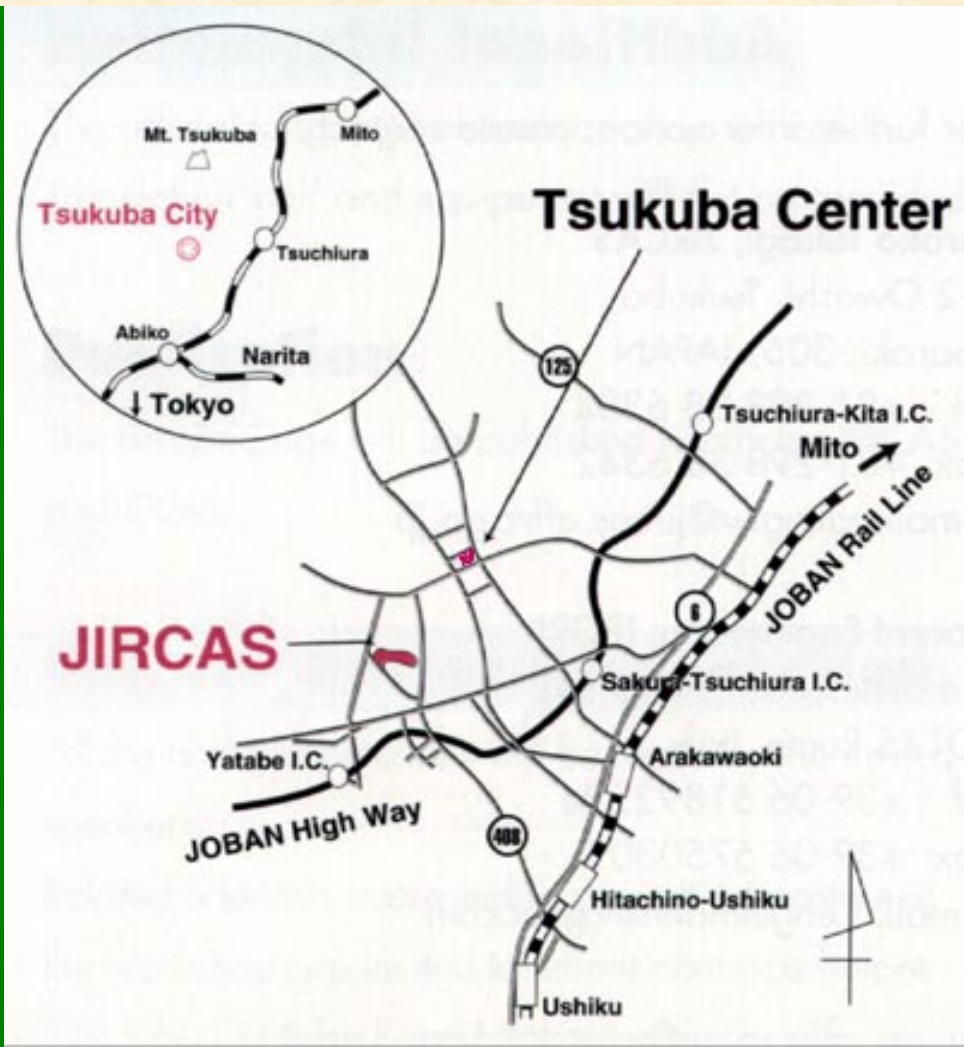 Mt. Tsukuba
Mito
Tsukuba City
Tsuchiura
Abiko
Narita
↓ Tokyo
Tsukuba Center
125
Tsuchiura-Kita I.C.
Mito
JOBAN Rail Line
6
JIRCAS
Sakura-Tsuchiura I.C.
Yatabe I.C.
Arakawaoki
JOBAN High Way
408
Hitachino-Ushiku
Ushiku